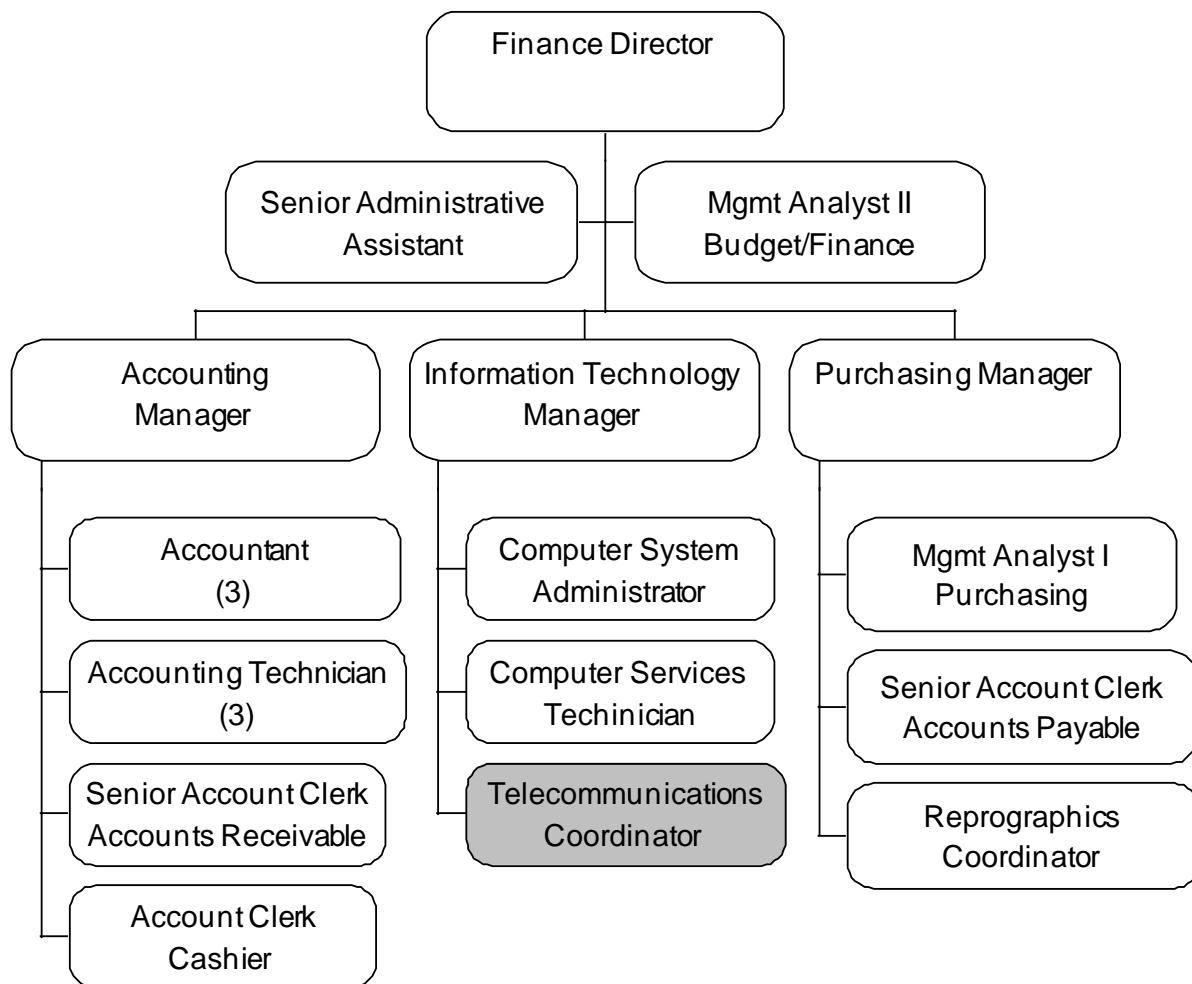 Finance Director
Senior Administrative
Assistant
Mgmt Analyst II
Budget/Finance
Accounting
Manager
Information Technology
Manager
Purchasing Manager
Accountant
(3)
Accounting Technician
(3)
Senior Account Clerk
Accounts Receivable
Account Clerk
Cashier
Computer System
Administrator
Computer Services
Techinician
Telecommunications
Coordinator
Mgmt Analyst I
Purchasing
Senior Account Clerk
Accounts Payable
Reprographics
Coordinator